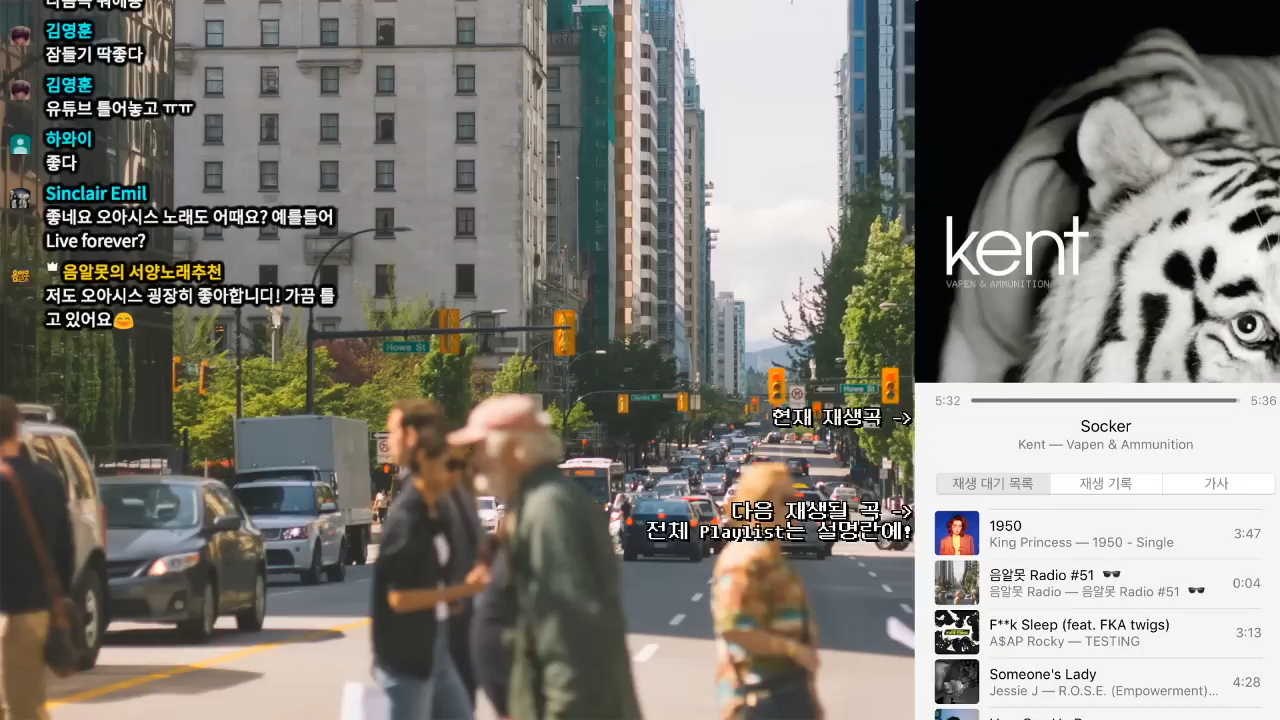 김영훈
잠들기 딱좋다
김영훈
유튜브 틀어놓고 ㅠㅠ
하와이
좋다
Sinclair Emil
좋네요 오아시스 노래도 어때요? 예를들어
Live forever?
음알못의 서양노래추천
저도 오아시스 굉장히 좋아합니다! 가끔 틀
고 있어요
Howe St
Howe St
현재 재생곡 ->
다음 재생될 곡 ->
전체 Playlist는 설명란에!
kent
VAPEN & AMMUNITION
5:32
5:36
Socker
Kent — Vapen & Ammunition
재생 대기 목록
재생 기록
가사
1950
King Princess — 1950 - Single
3:47
음알못 Radio #51 🕶️
음알못 Radio — 음알못 Radio #51 🕶️
0:04
F**k Sleep (feat. FKA twigs)
A$AP Rocky — TESTING
3:13
Someone's Lady
Jessie J — R.O.S.E. (Empowerment)...
4:28